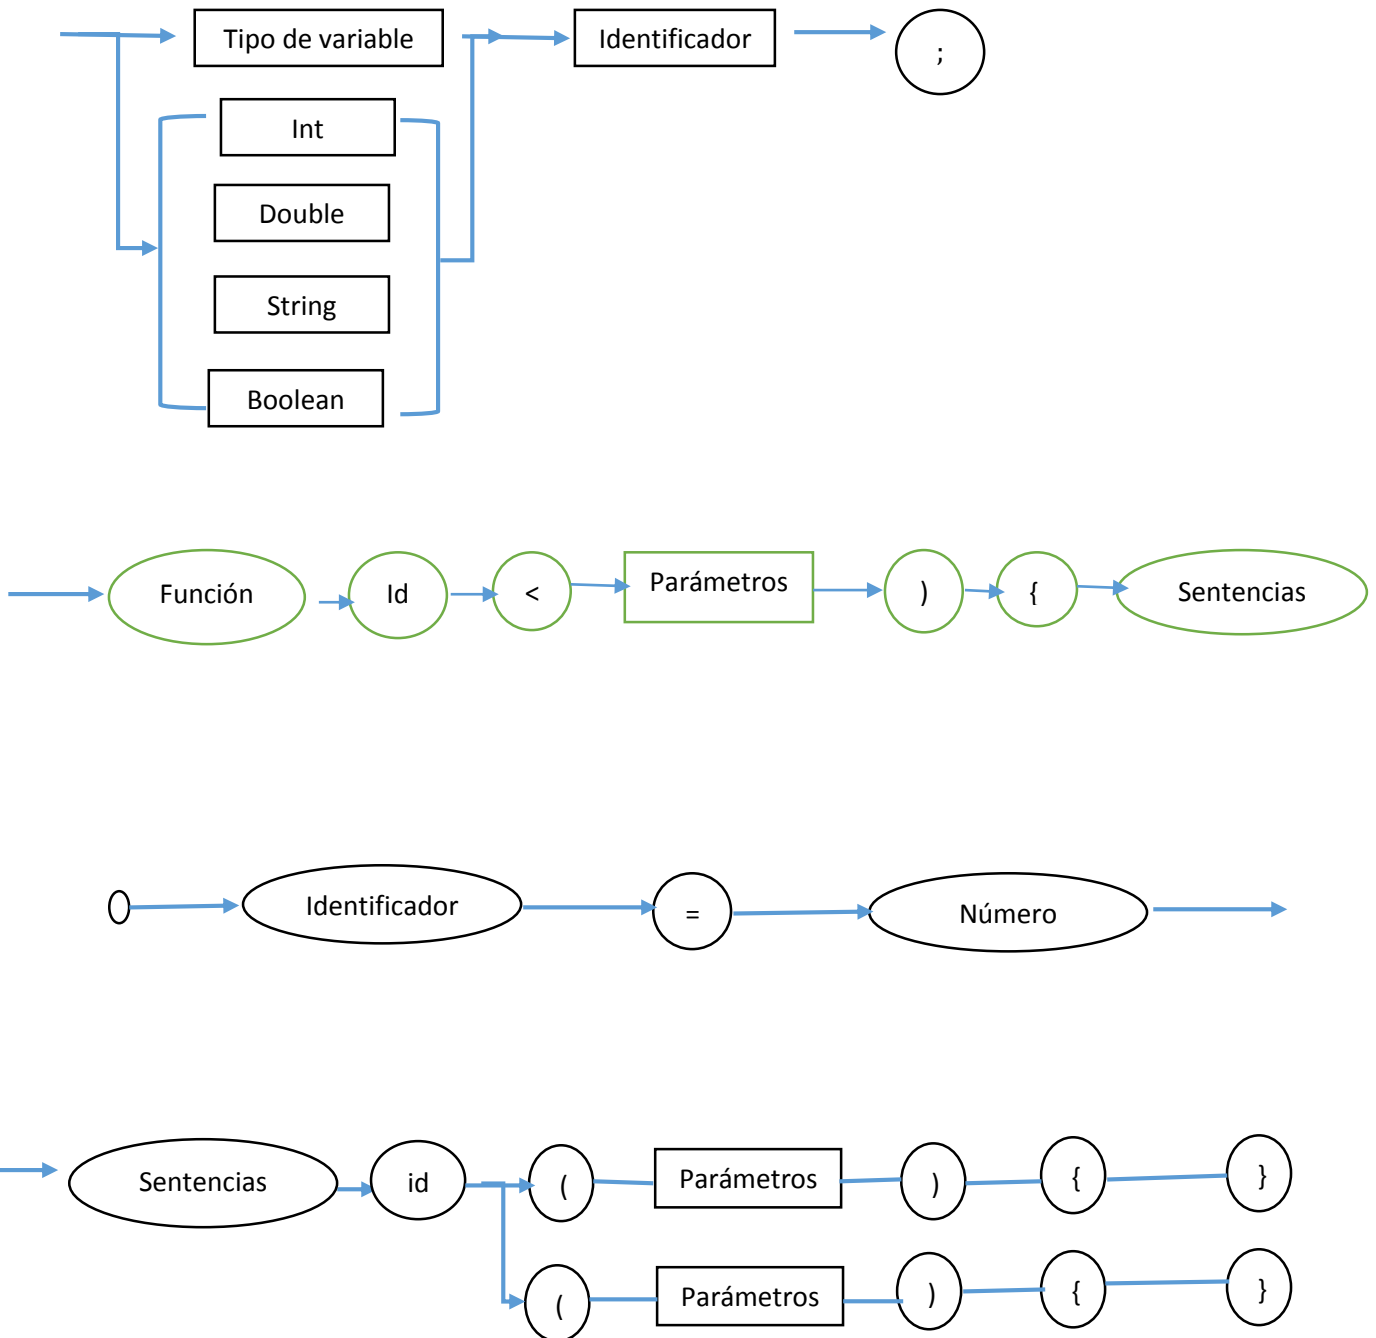 Tipo de variable Identificador ;
Int
Double
String
Boolean
Función Id < Parámetros ) { Sentencias
Identificador = Número
Sentencias id ( Parámetros ) { }
( Parámetros ) { }